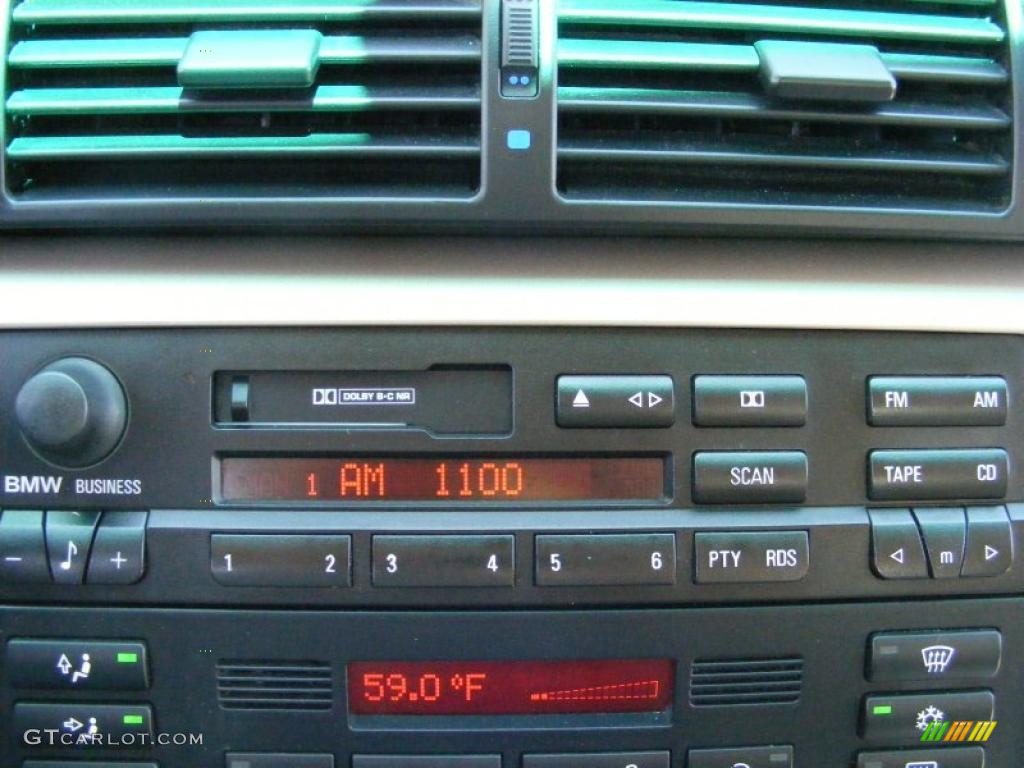 DOLBY B-C NR
FM AM
BMW BUSINESS
1 AM 1100
SCAN
TAPE CD
- + 
1 2 3 4 5 6
PTY RDS
m
59.0 °F
GTCARLOT.COM